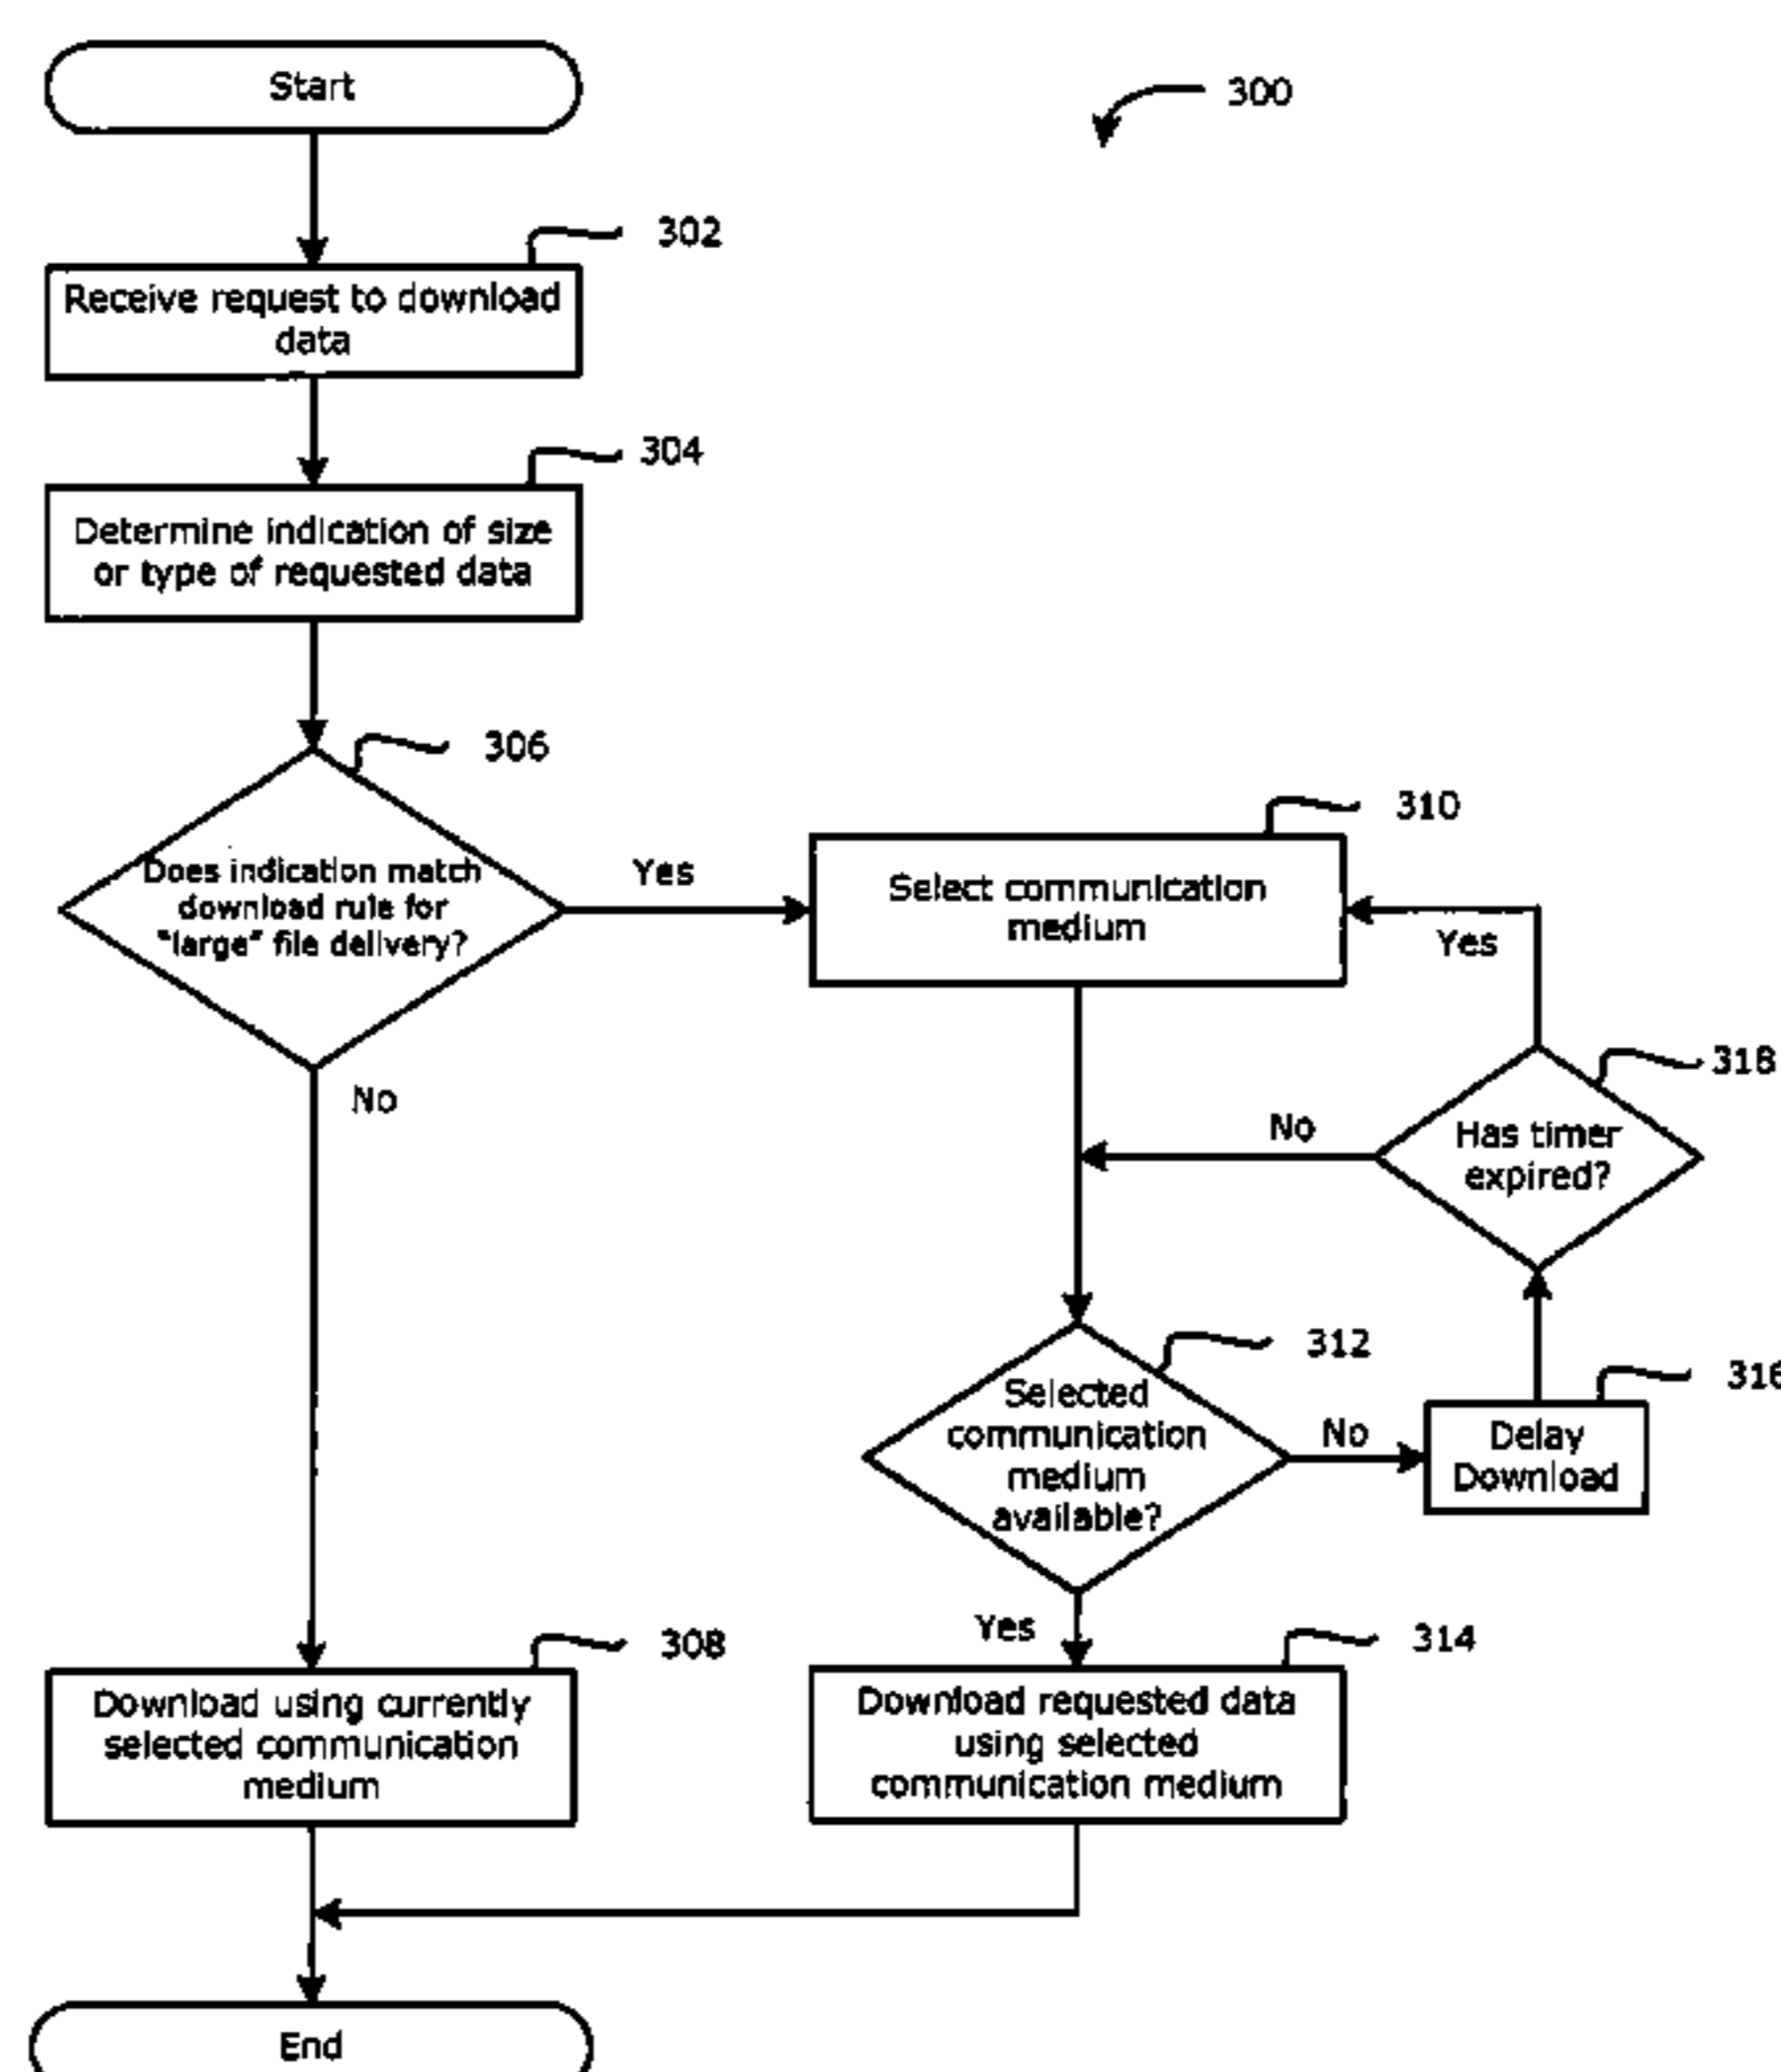 Start
300
302
Receive request to download
data
304
Determine indication of size
or type of requested data
306
Does indication match
download rule for
"large" file delivery?
Yes
No
310
Select communication
medium
Yes
318
Has timer
expired?
No
312
Selected
communication
medium
available?
No
316
Delay
Download
Yes
308
Download using currently
selected communication
medium
314
Download requested data
using selected
communication medium
End